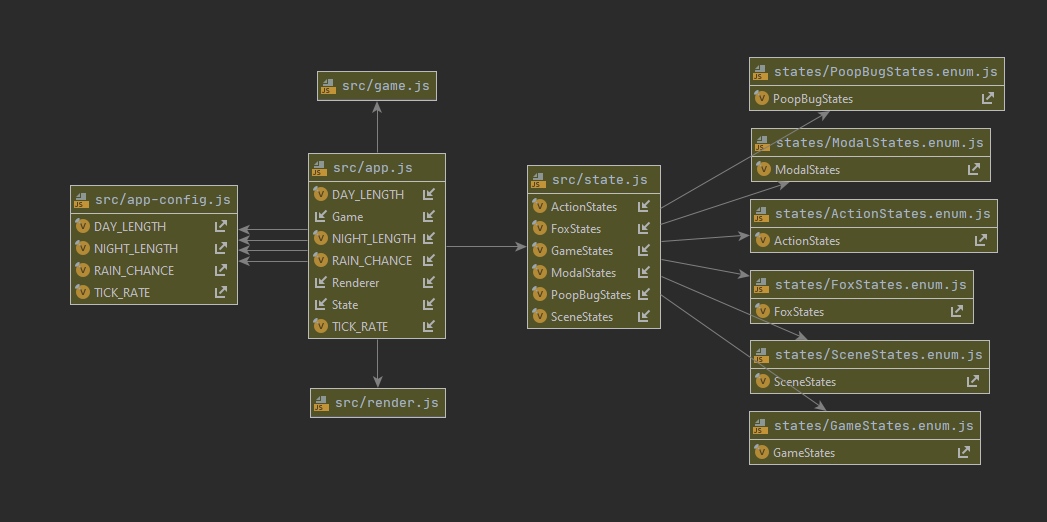 src/game.js
src/app.js
DAY_LENGTH
Game
NIGHT_LENGTH
RAIN_CHANCE
Renderer
State
TICK_RATE
src/app-config.js
DAY_LENGTH
NIGHT_LENGTH
RAIN_CHANCE
TICK_RATE
src/render.js
src/state.js
ActionStates
FoxStates
GameStates
ModalStates
PoopBugStates
SceneStates
states/PoopBugStates.enum.js
PoopBugStates
states/ModalStates.enum.js
ModalStates
states/ActionStates.enum.js
ActionStates
states/FoxStates.enum.js
FoxStates
states/SceneStates.enum.js
SceneStates
states/GameStates.enum.js
GameStates